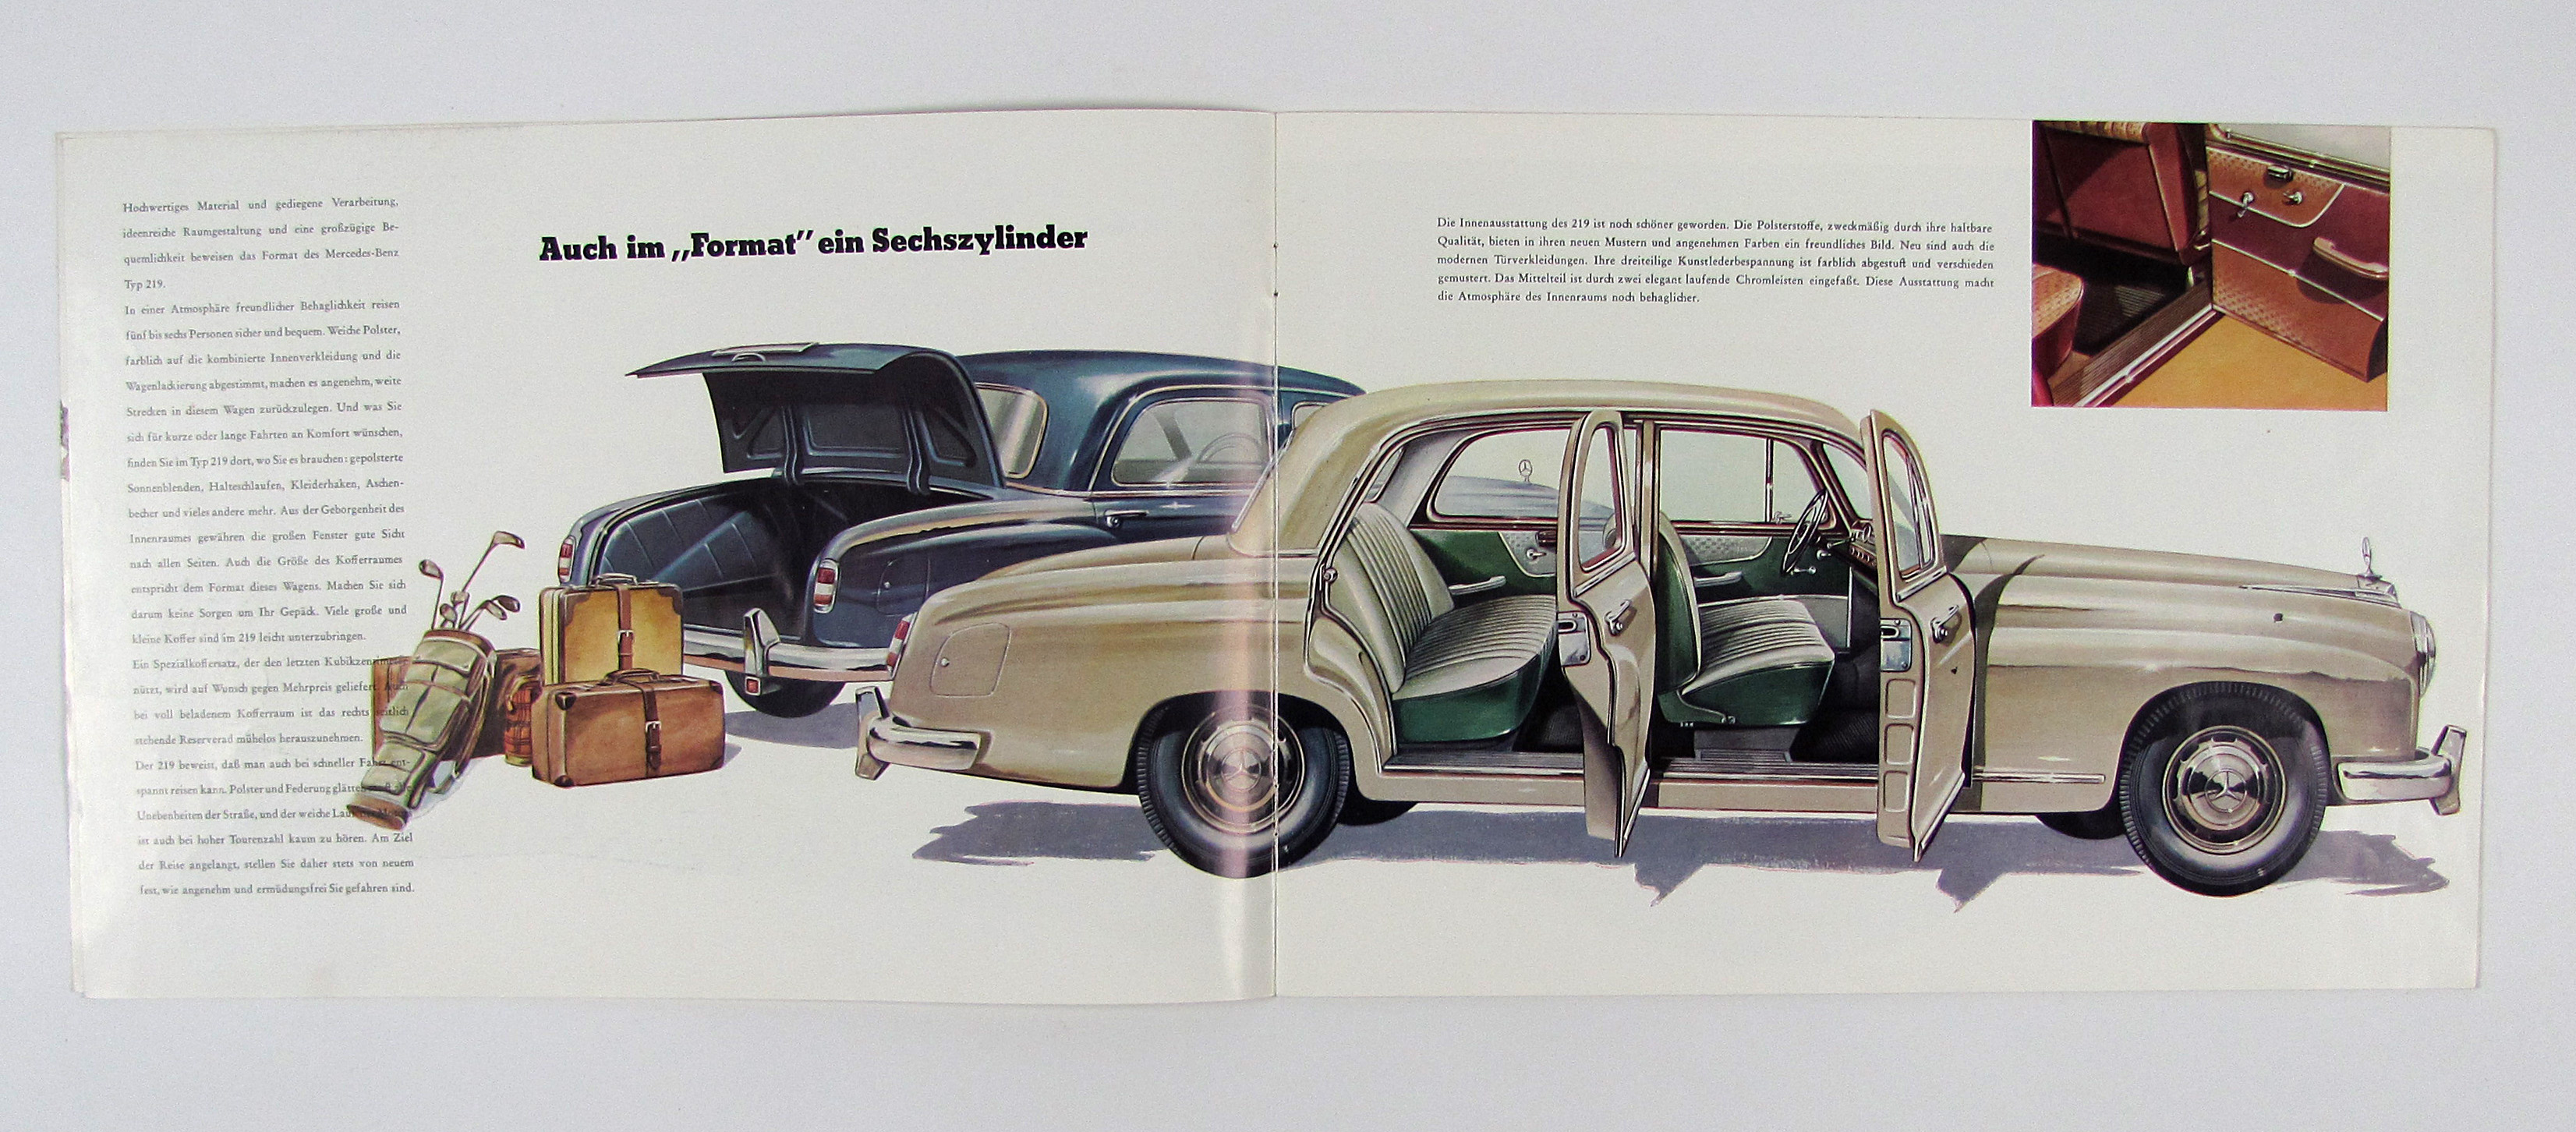 Hochwertiges Material und gediegene Verarbeitung,
ideenreiche Raumgestaltung und eine großzügige Be-
quemlichkeit beweisen das Format des Mercedes-Benz
Typ 219.
In einer Atmosphäre freundlicher Behaglichkeit reisen
fünf bis sechs Personen sicher und bequem. Weiche Polster,
farblich auf die kombinierte Innenverkleidung und die
Wagenlackierung abgestimmt, machen es angenehm, weite
Strecken in diesem Wagen zurückzulegen. Und was Sie
sich für kurze oder lange Fahrten an Komfort wünschen,
finden Sie im Typ 219 dort, wo Sie es brauchen: gepolsterte
Sonnenblenden, Halteschlaufen, Kleiderhaken, Aschen-
becher und vieles andere mehr. Aus der Geborgenheit des
Innenraumes gewähren die großen Fenster gute Sicht
nach allen Seiten. Auch die Größe des Kofferraumes
entspricht dem Format dieses Wagens. Machen Sie sich
darum keine Sorgen um Ihr Gepäck. Viele große und
kleine Koffer sind im 219 leicht unterzubringen.
Ein Spezialkoffersatz, der den letzten
nützt, wird auf Wunsch gegen Mehrpreis geliefert. Auch
bei voll beladenem Kofferraum ist das rechts seitlich
stehende Reserverad mühelos herauszunehmen.
Der 219 beweist, daß man auch bei schneller Fahrt ent-
spannt reisen kann. Polster und Federung
Unebenheiten der Straße, und der weiche
ist auch bei hoher Tourenzahl kaum zu hören. Am Ziel
der Reise angelangt, stellen Sie daher stets von neuem
fest, wie angenehm und ermüdungsfrei Sie gefahren sind.
Auch im „Format” ein Sechszylinder
Die Innenausstattung des 219 ist noch schöner geworden. Die Polsterstoffe, zweckmäßig durch ihre haltbare
Qualität, bieten in ihren neuen Mustern und angenehmen Farben ein freundliches Bild. Neu sind auch die
modernen Türverkleidungen. Ihre dreiteilige Kunstlederbespannung ist farblich abgestuft und verschieden
gemustert. Das Mittelteil ist durch zwei elegant laufende Chromleisten eingefaßt. Diese Ausstattung macht
die Atmosphäre des Innenraums noch behaglicher.